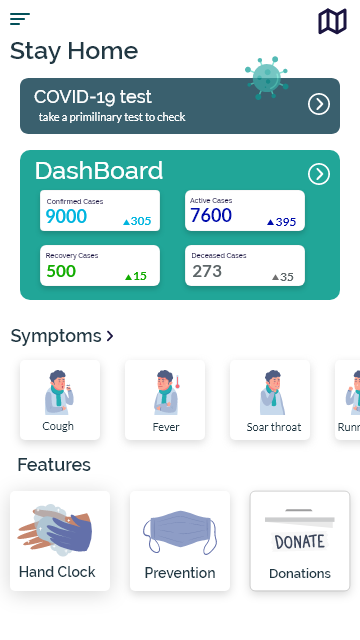 Stay Home
COVID-19 test
take a priminilary test to check
DashBoard
Confirmed Cases
9000
305
Active Cases
7600
395
Recovery Cases
500
15
Deceased Cases
273
35
Symptoms
Cough
Fever
Soar throat
Runn
Features
DONATE
Hand Clock
Prevention
Donations